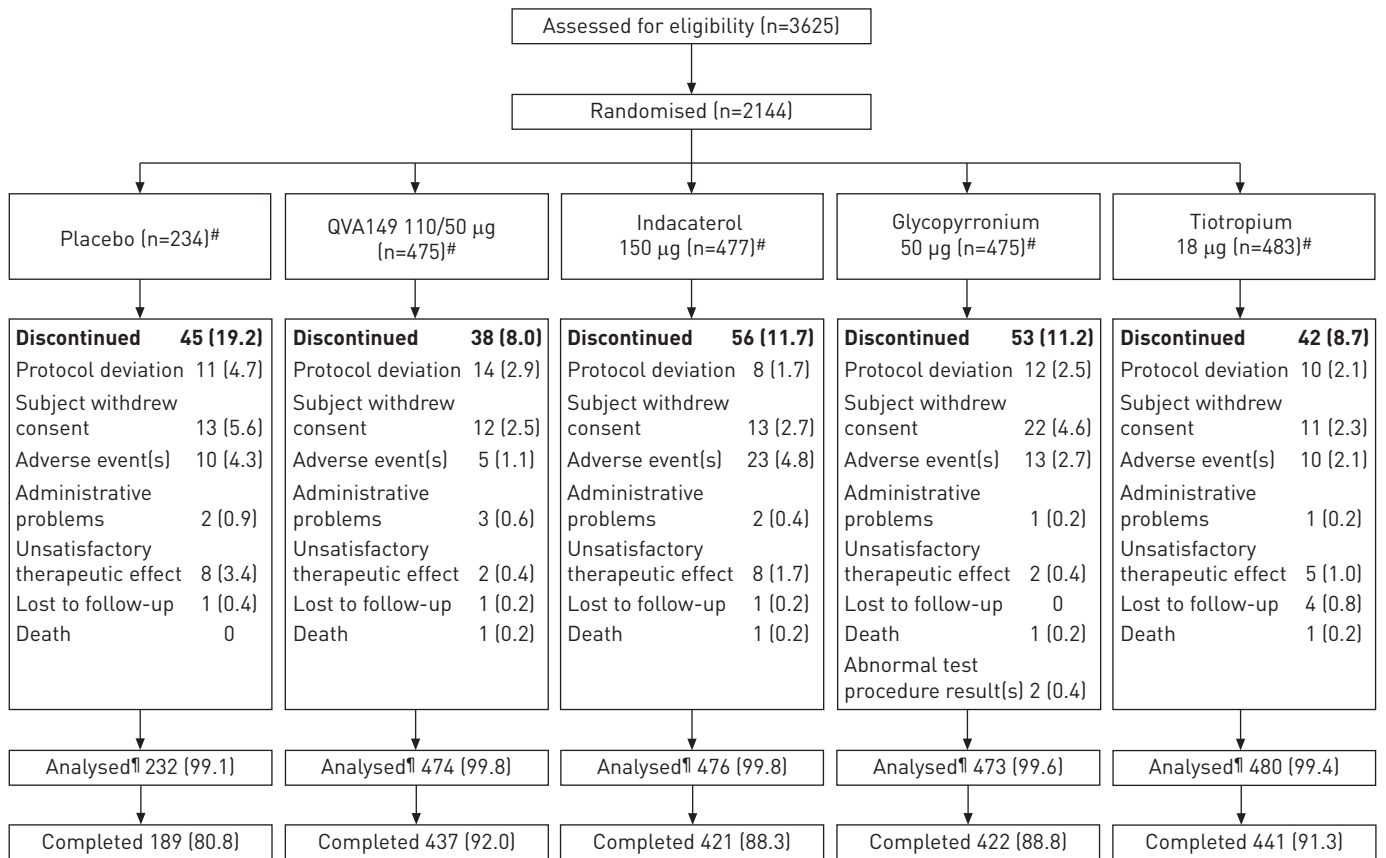 Assessed for eligibility (n=3625)
Randomised (n=2144)
Placebo (n=234)#
QVA149 110/50 µg
(n=475)#
Indacaterol
150 µg (n=477)#
Glycopyrronium
50 µg (n=475)#
Tiotropium
18 µg (n=483)#
Discontinued 45 (19.2)
Protocol deviation 11 (4.7)
Subject withdrew
consent 13 (5.6)
Adverse event(s) 10 (4.3)
Administrative
problems 2 (0.9)
Unsatisfactory
therapeutic effect 8 (3.4)
Lost to follow-up 1 (0.4)
Death 0
Discontinued 38 (8.0)
Protocol deviation 14 (2.9)
Subject withdrew
consent 12 (2.5)
Adverse event(s) 5 (1.1)
Administrative
problems 3 (0.6)
Unsatisfactory
therapeutic effect 2 (0.4)
Lost to follow-up 1 (0.2)
Death 1 (0.2)
Discontinued 56 (11.7)
Protocol deviation 8 (1.7)
Subject withdrew
consent 13 (2.7)
Adverse event(s) 23 (4.8)
Administrative
problems 2 (0.4)
Unsatisfactory
therapeutic effect 8 (1.7)
Lost to follow-up 1 (0.2)
Death 1 (0.2)
Discontinued 53 (11.2)
Protocol deviation 12 (2.5)
Subject withdrew
consent 22 (4.6)
Adverse event(s) 13 (2.7)
Administrative
problems 1 (0.2)
Unsatisfactory
therapeutic effect 2 (0.4)
Lost to follow-up 0
Death 1 (0.2)
Abnormal test
procedure result(s) 2 (0.4)
Discontinued 42 (8.7)
Protocol deviation 10 (2.1)
Subject withdrew
consent 11 (2.3)
Adverse event(s) 10 (2.1)
Administrative
problems 1 (0.2)
Unsatisfactory
therapeutic effect 5 (1.0)
Lost to follow-up 4 (0.8)
Death 1 (0.2)
Analysed¶ 232 (99.1)
Analysed¶ 474 (99.8)
Analysed¶ 476 (99.8)
Analysed¶ 473 (99.6)
Analysed¶ 480 (99.4)
Completed 189 (80.8)
Completed 437 (92.0)
Completed 421 (88.3)
Completed 422 (88.8)
Completed 441 (91.3)